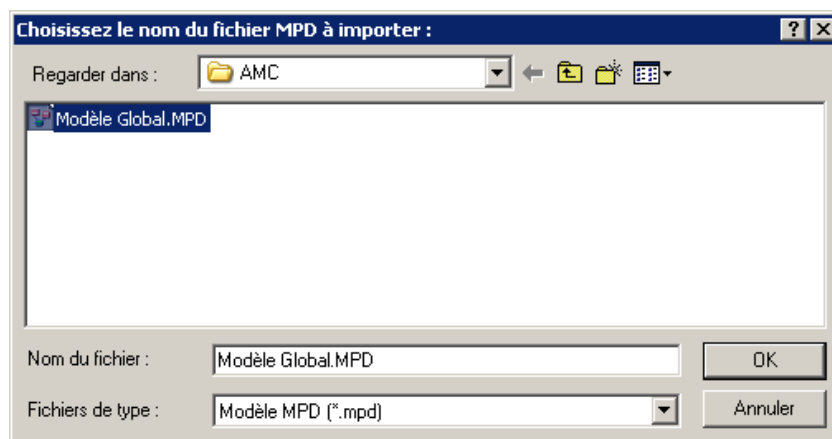 Choisissez le nom du fichier MPD à importer :
Regarder dans :
AMC
Modèle Global.MPD
Nom du fichier :
Modèle Global.MPD
OK
Fichiers de type :
Modèle MPD (*.mpd)
Annuler